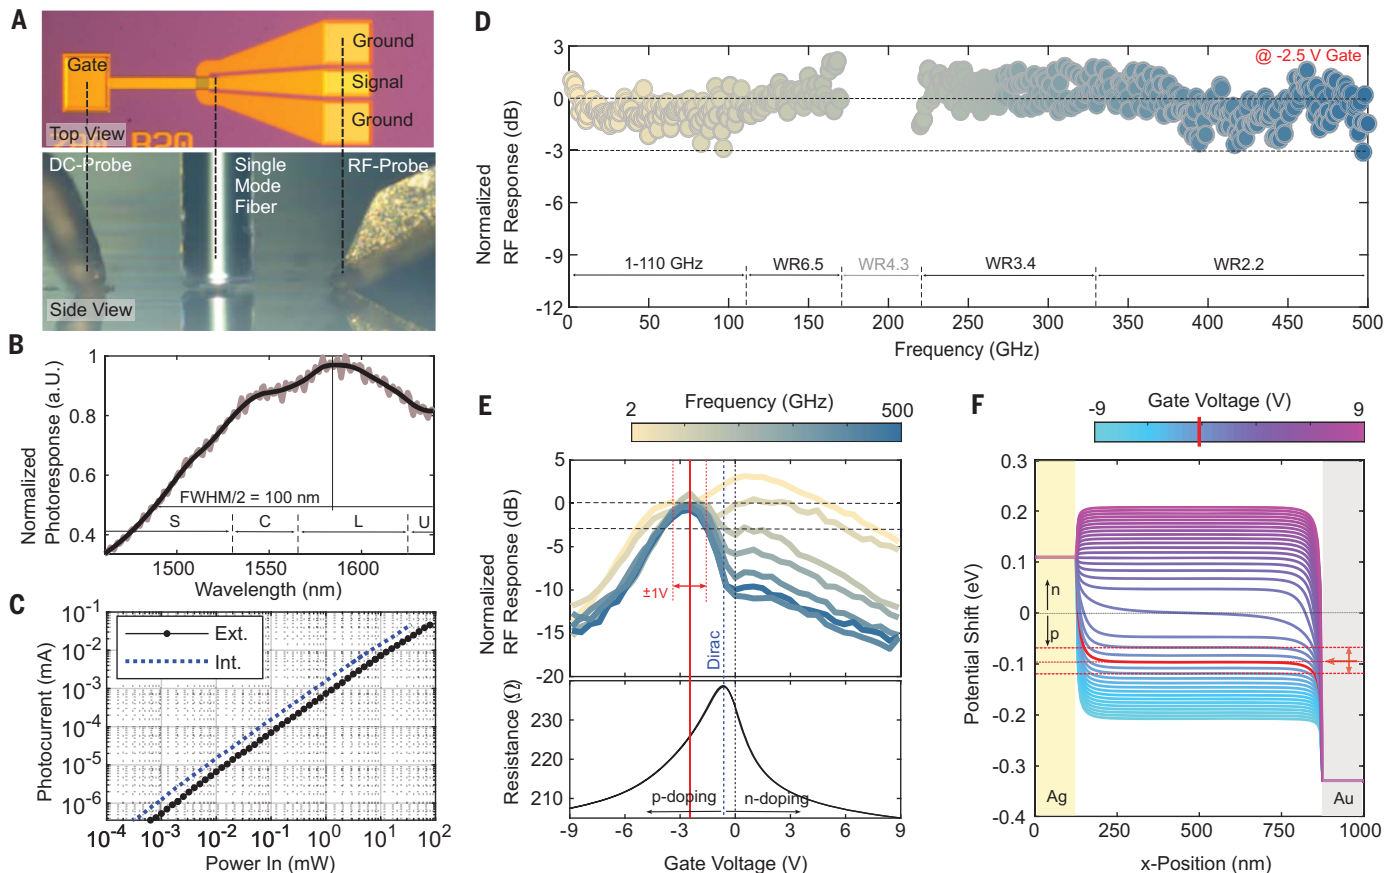 A
Gate
Ground
Signal
Ground
Top View
DC-Probe
Single
Mode
Fiber
RF-Probe
Side View
B
Normalized
Photoresponse (a.U.)
1
0.8
0.6
0.4
FWHM/2 = 100 nm
S C L U
1500 1550 1600
Wavelength (nm)
C
Photocurrent (mA)
10⁻¹
10⁻²
10⁻³
10⁻⁴
10⁻⁵
10⁻⁶
Ext.
Int.
10⁻⁴ 10⁻³ 10⁻² 10⁻¹ 10⁰ 10¹ 10²
Power In (mW)
D
Normalized
RF Response (dB)
3
0
-3
-6
-9
-12
@ -2.5 V Gate
1-110 GHz WR6.5 WR4.3 WR3.4 WR2.2
0 50 100 150 200 250 300 350 400 450 500
Frequency (GHz)
E
Frequency (GHz)
2 500
Normalized
RF Response (dB)
5
0
-5
-10
-15
-20
±1V
Dirac
Resistance (Ω)
230
220
210
p-doping n-doping
-9 -6 -3 0 3 6 9
Gate Voltage (V)
F
Gate Voltage (V)
-9 9
Potential Shift (eV)
0.3
0.2
0.1
0
-0.1
-0.2
-0.3
-0.4
n
p
Ag
Au
0 250 500 750 1000
x-Position (nm)